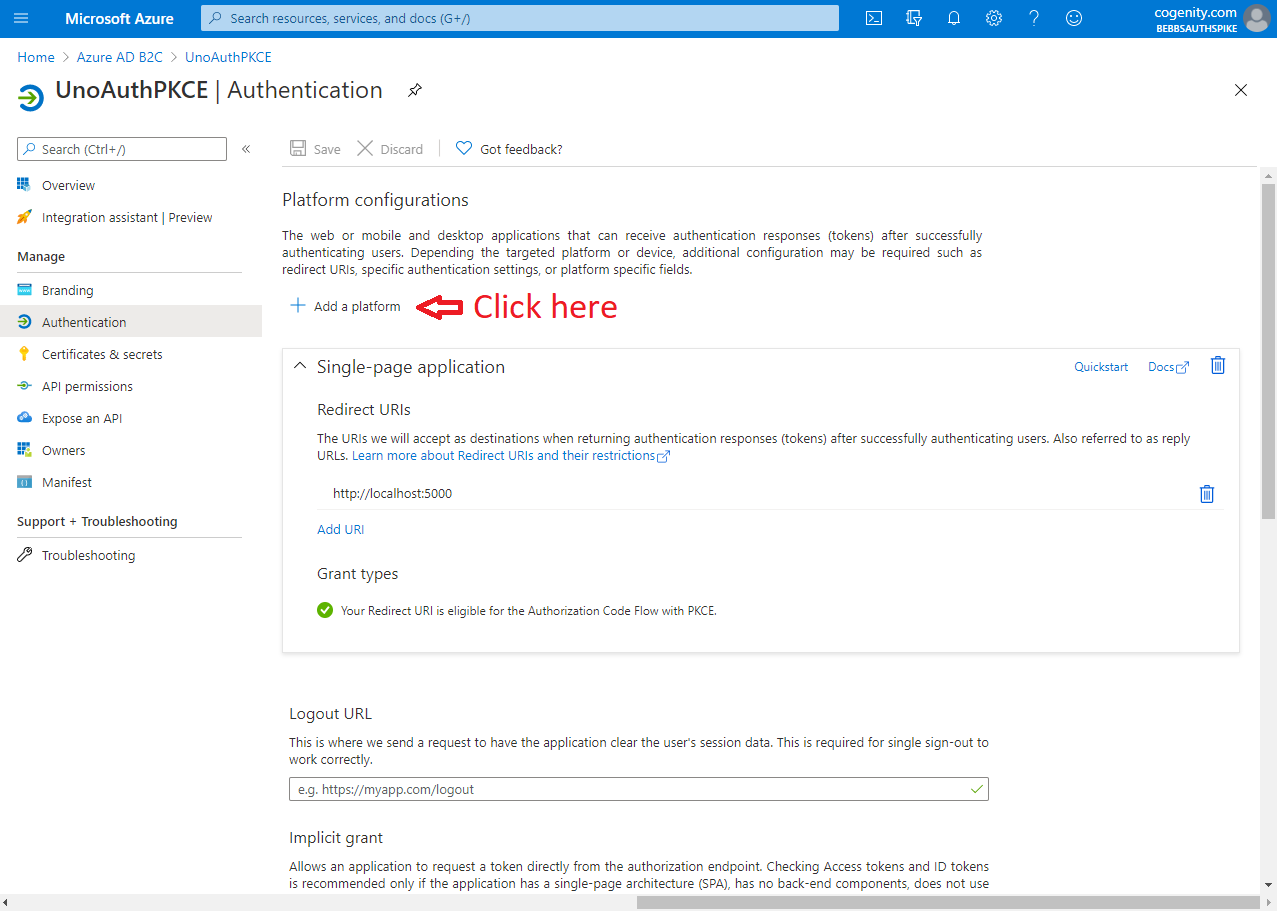 Microsoft Azure
Search resources, services, and docs (G+/)
cogenity.com
BEBBSAUTHSPIKE
Home > Azure AD B2C > UnoAuthPKCE
UnoAuthPKCE | Authentication
Search (Ctrl+/)
«
Save
Discard
Got feedback?
Overview
Integration assistant | Preview
Manage
Branding
Authentication
Certificates & secrets
API permissions
Expose an API
Owners
Manifest
Support + Troubleshooting
Troubleshooting
Platform configurations
The web or mobile and desktop applications that can receive authentication responses (tokens) after successfully
authenticating users. Depending the targeted platform or device, additional configuration may be required such as
redirect URIs, specific authentication settings, or platform specific fields.
Add a platform
Click here
Single-page application
Quickstart
Docs
Redirect URIs
The URIs we will accept as destinations when returning authentication responses (tokens) after successfully authenticating users. Also referred to as reply
URLs. Learn more about Redirect URIs and their restrictions
http://localhost:5000
Add URI
Grant types
Your Redirect URI is eligible for the Authorization Code Flow with PKCE.
Logout URL
This is where we send a request to have the application clear the user's session data. This is required for single sign-out to
work correctly.
e.g. https://myapp.com/logout
Implicit grant
Allows an application to request a token directly from the authorization endpoint. Checking Access tokens and ID tokens
is recommended only if the application has a single-page architecture (SPA), has no back-end components, does not use